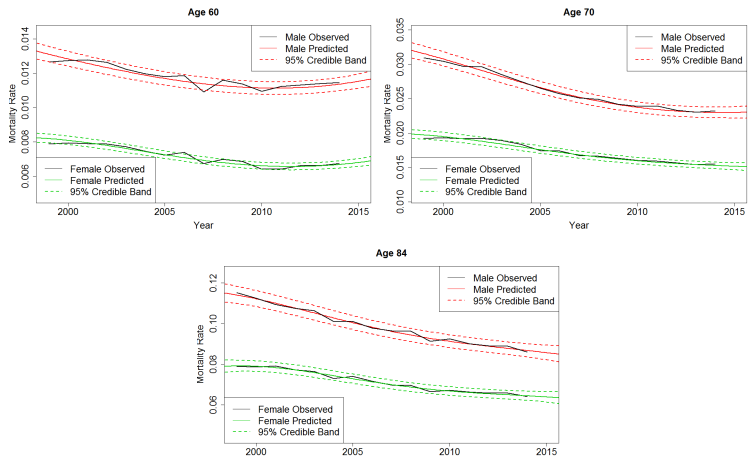 Age 60
Mortality Rate
0.006 0.008 0.010 0.012 0.014
Male Observed
Male Predicted
95% Credible Band
Female Observed
Female Predicted
95% Credible Band
2000 2005 2010 2015
Year
Age 70
Mortality Rate
0.010 0.015 0.020 0.025 0.030 0.035
Male Observed
Male Predicted
95% Credible Band
Female Observed
Female Predicted
95% Credible Band
2000 2005 2010 2015
Year
Age 84
Mortality Rate
0.06 0.08 0.10 0.12
Male Observed
Male Predicted
95% Credible Band
Female Observed
Female Predicted
95% Credible Band
2000 2005 2010 2015